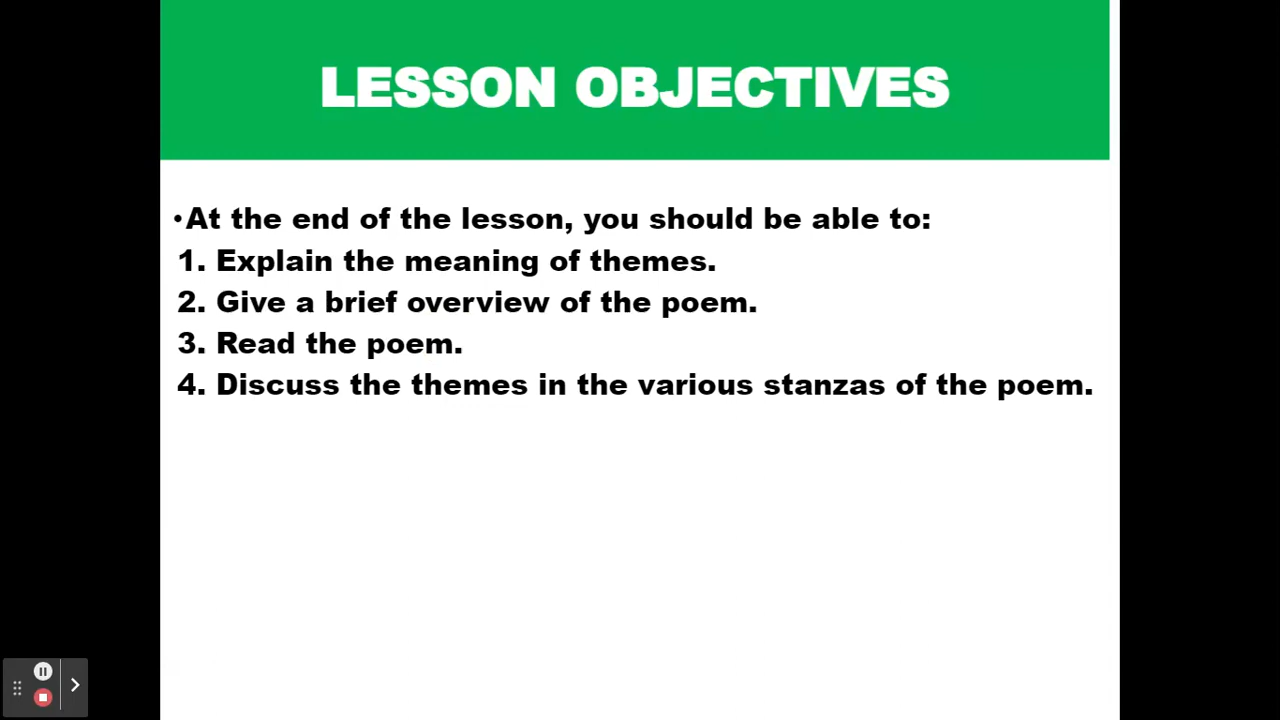 LESSON OBJECTIVES
•At the end of the lesson, you should be able to:
1. Explain the meaning of themes.
2. Give a brief overview of the poem.
3. Read the poem.
4. Discuss the themes in the various stanzas of the poem.